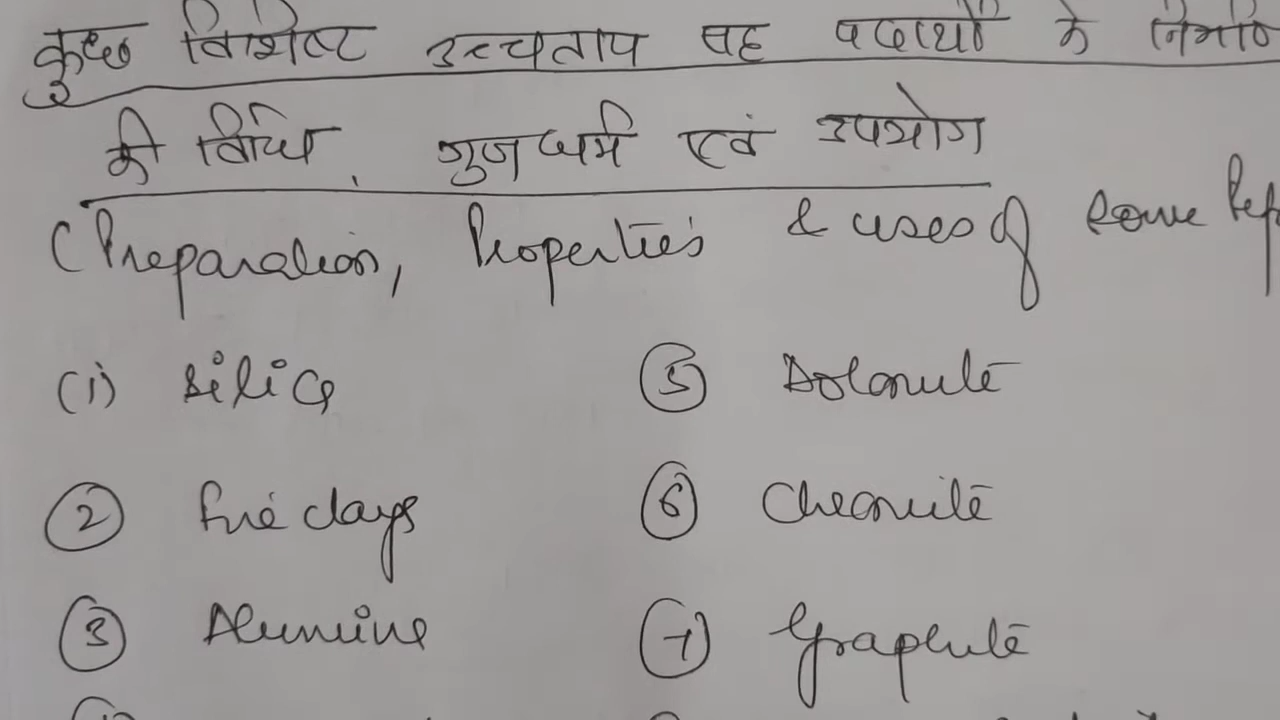 कुछ विशिष्ट उच्चताप सह पदार्थों के निर्माण
की विधि, गुणधर्म एवं उपयोग
(Preparation, Properties & uses of some Ref
(1) Silica
② Fire clays
③ Alumina
⑤ Dolomite
⑥ Chromite
⑦ Graphite